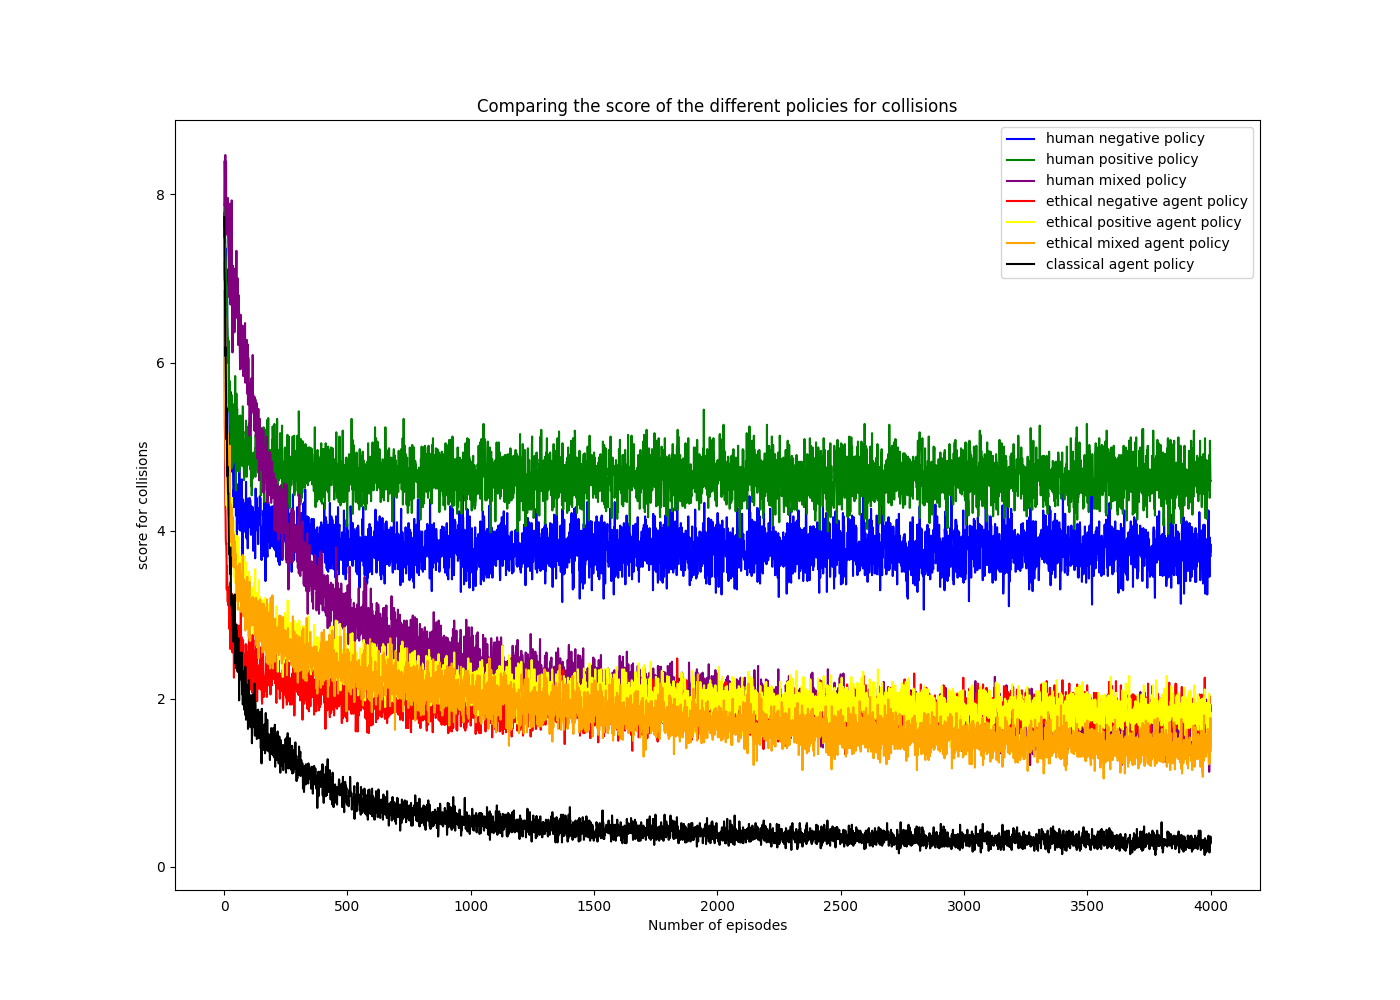 Comparing the score of the different policies for collisions
human negative policy
human positive policy
human mixed policy
ethical negative agent policy
ethical positive agent policy
ethical mixed agent policy
classical agent policy
score for collisions
8
6
4
2
0
0 500 1000 1500 2000 2500 3000 3500 4000
Number of episodes